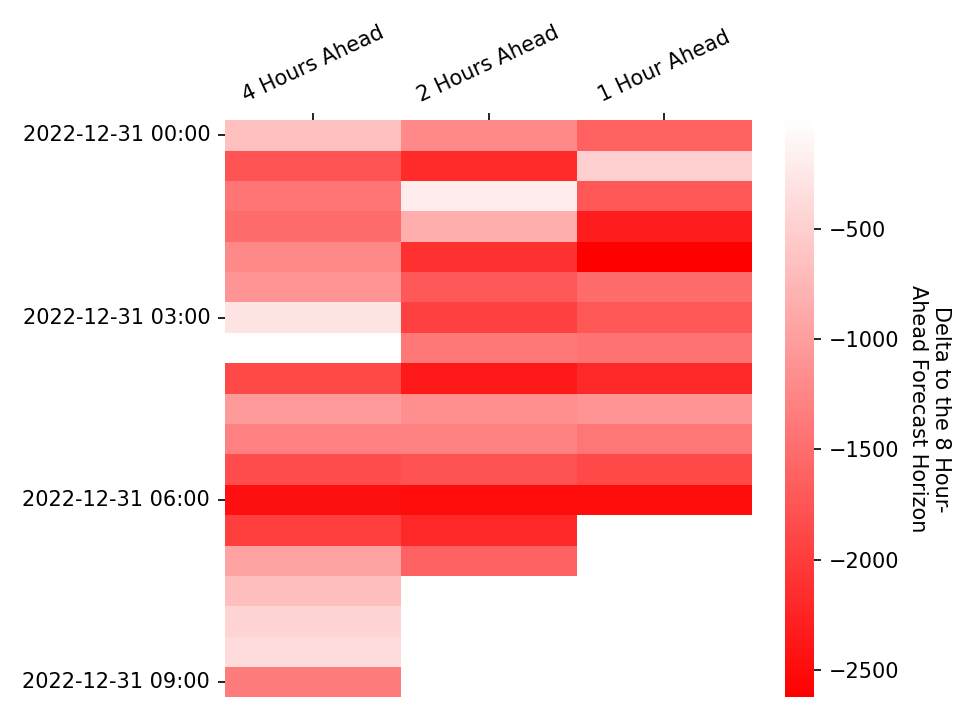 4 Hours Ahead
2 Hours Ahead
1 Hour Ahead
2022-12-31 00:00
2022-12-31 03:00
2022-12-31 06:00
2022-12-31 09:00
−500
−1000
−1500
−2000
−2500
Delta to the 8 Hour-
Ahead Forecast Horizon